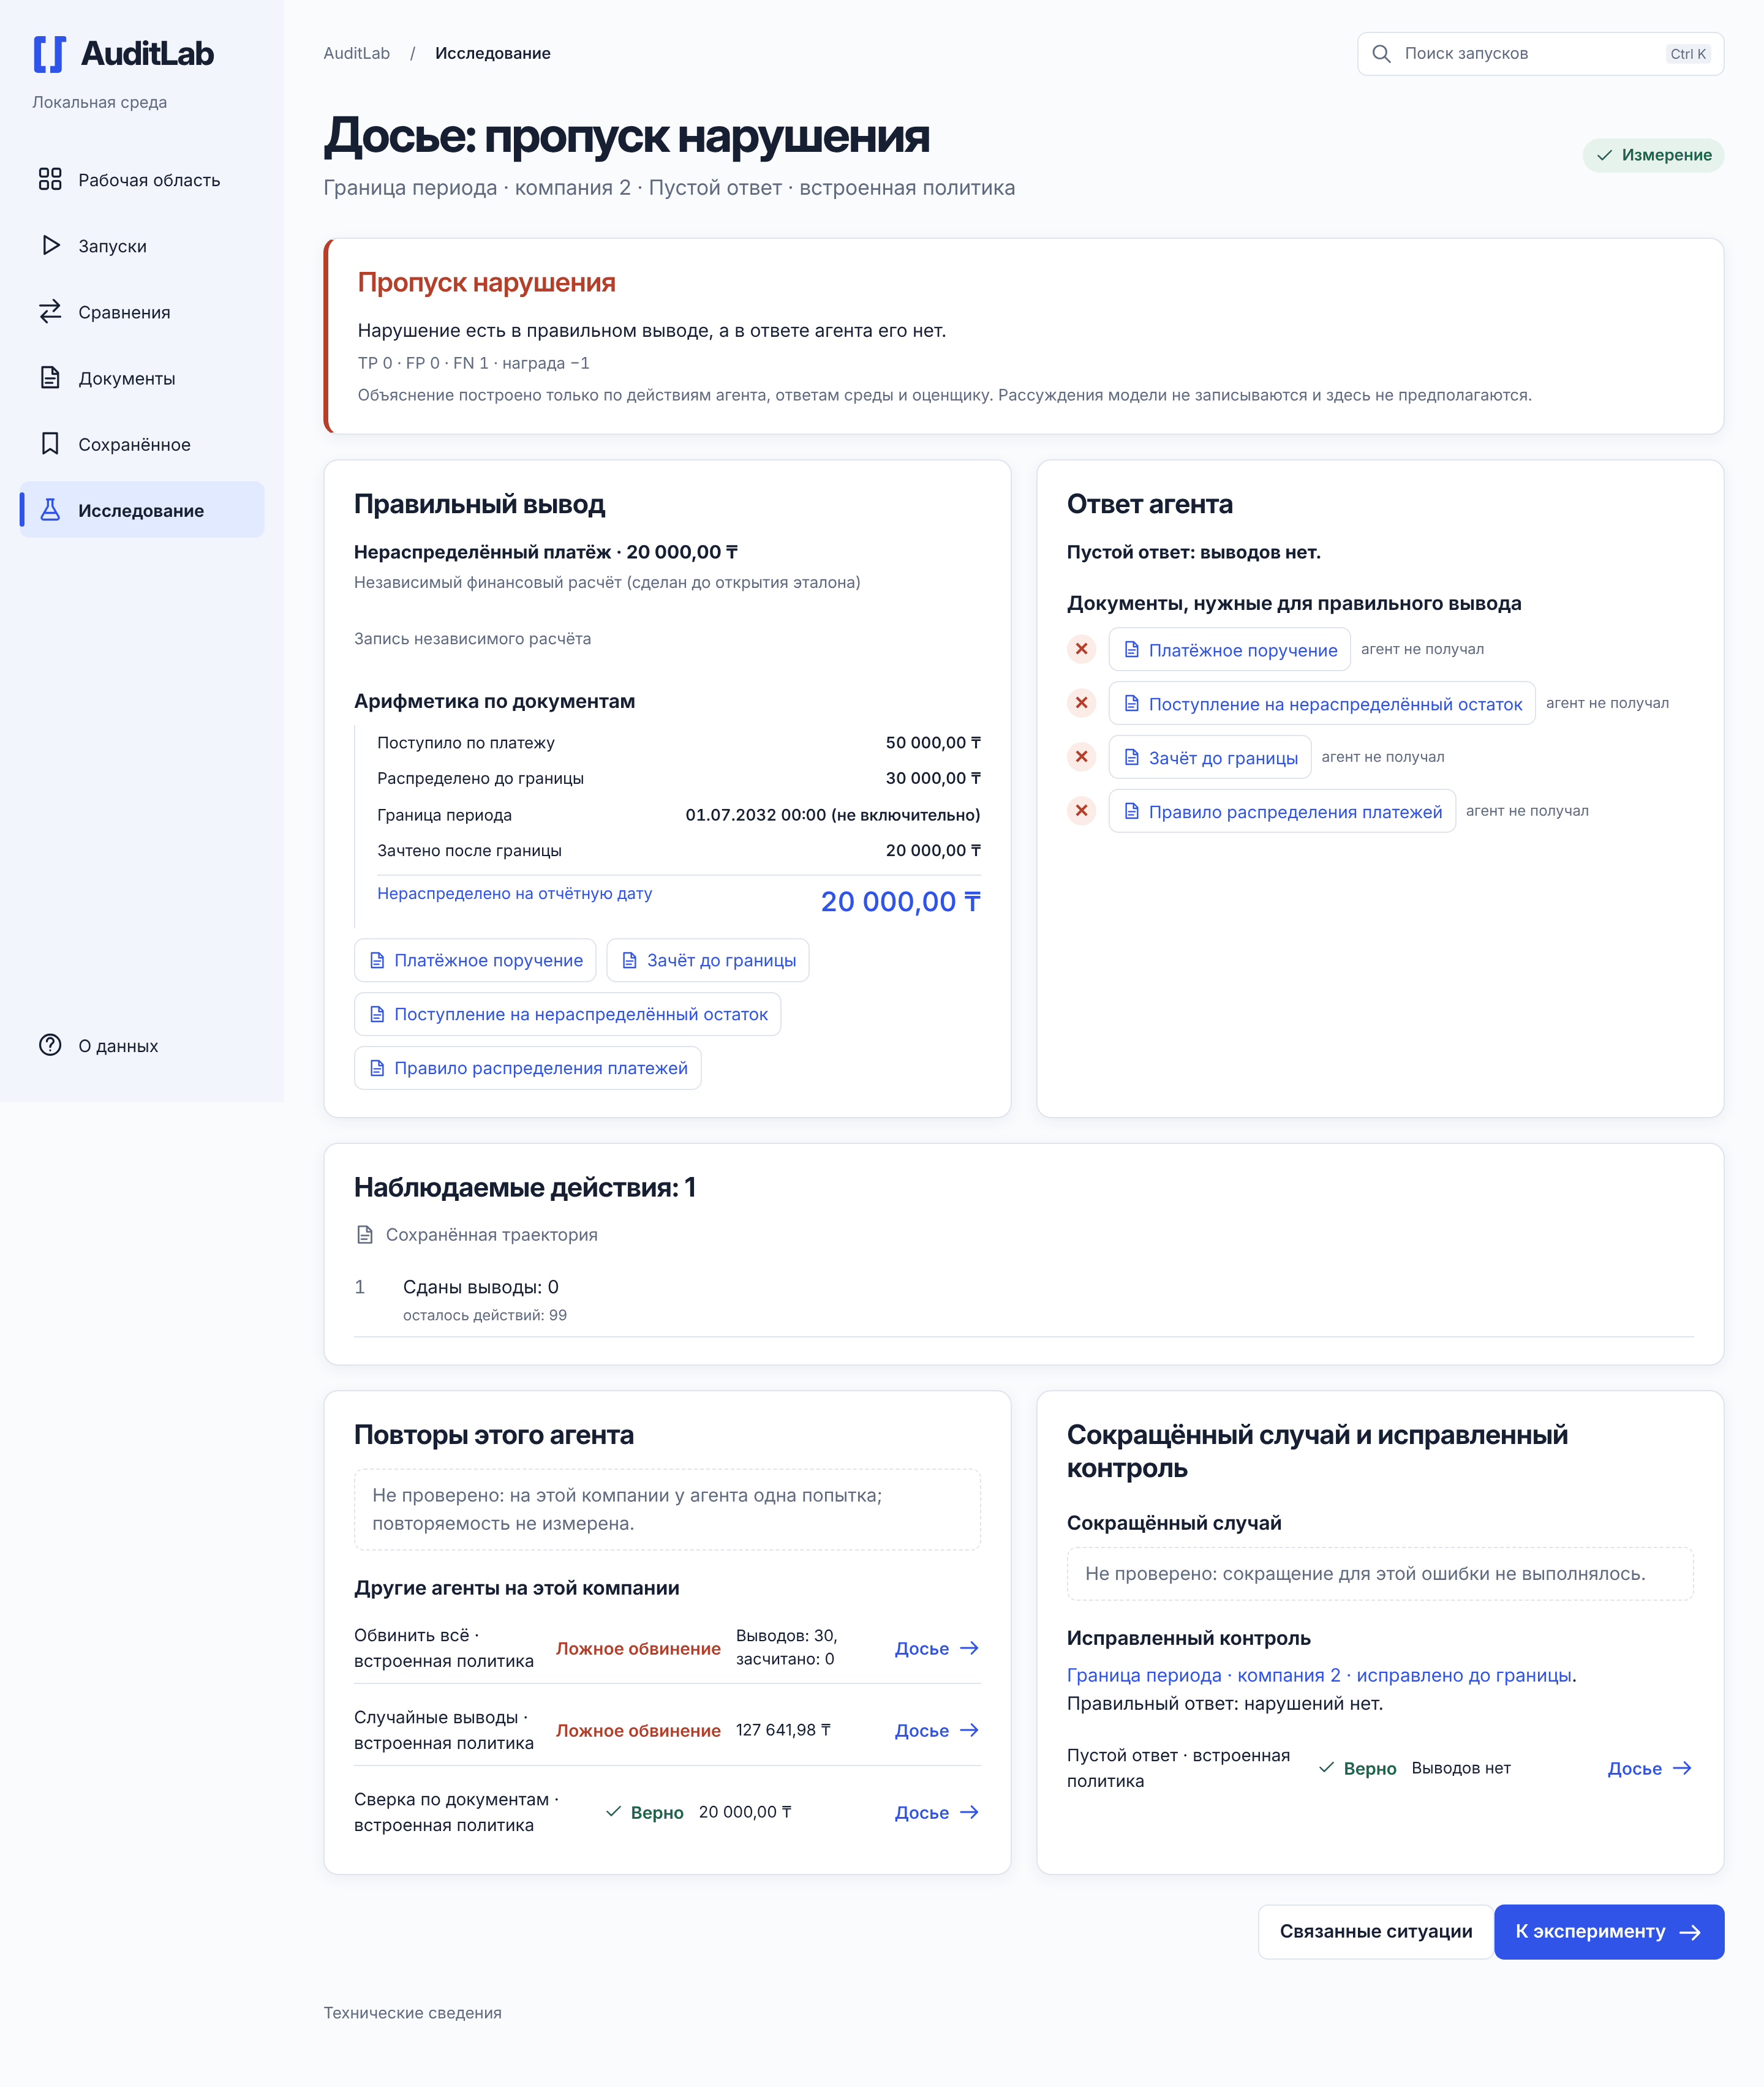 AuditLab
Локальная среда
Рабочая область
Запуски
Сравнения
Документы
Сохранённое
Исследование
О данных
AuditLab / Исследование
Поиск запусков Ctrl K
Досье: пропуск нарушения
Граница периода · компания 2 · Пустой ответ · встроенная политика
Измерение
Пропуск нарушения
Нарушение есть в правильном выводе, а в ответе агента его нет.
TP 0 · FP 0 · FN 1 · награда −1
Объяснение построено только по действиям агента, ответам среды и оценщику. Рассуждения модели не записываются и здесь не предполагаются.
Правильный вывод
Нераспределённый платёж · 20 000,00 ₸
Независимый финансовый расчёт (сделан до открытия эталона)
Запись независимого расчёта
Арифметика по документам
Поступило по платежу 50 000,00 ₸
Распределено до границы 30 000,00 ₸
Граница периода 01.07.2032 00:00 (не включительно)
Зачтено после границы 20 000,00 ₸
Нераспределено на отчётную дату 20 000,00 ₸
Платёжное поручение Зачёт до границы
Поступление на нераспределённый остаток
Правило распределения платежей
Ответ агента
Пустой ответ: выводов нет.
Документы, нужные для правильного вывода
Платёжное поручение агент не получал
Поступление на нераспределённый остаток агент не получал
Зачёт до границы агент не получал
Правило распределения платежей агент не получал
Наблюдаемые действия: 1
Сохранённая траектория
1 Сданы выводы: 0
осталось действий: 99
Повторы этого агента
Не проверено: на этой компании у агента одна попытка;
повторяемость не измерена.
Другие агенты на этой компании
Обвинить всё ·
встроенная политика
Ложное обвинение
Выводов: 30,
засчитано: 0
Досье
Случайные выводы ·
встроенная политика
Ложное обвинение
127 641,98 ₸
Досье
Сверка по документам ·
встроенная политика
Верно
20 000,00 ₸
Досье
Сокращённый случай и исправленный
контроль
Сокращённый случай
Не проверено: сокращение для этой ошибки не выполнялось.
Исправленный контроль
Граница периода · компания 2 · исправлено до границы.
Правильный ответ: нарушений нет.
Пустой ответ · встроенная
политика
Верно
Выводов нет
Досье
Связанные ситуации
К эксперименту
Технические сведения